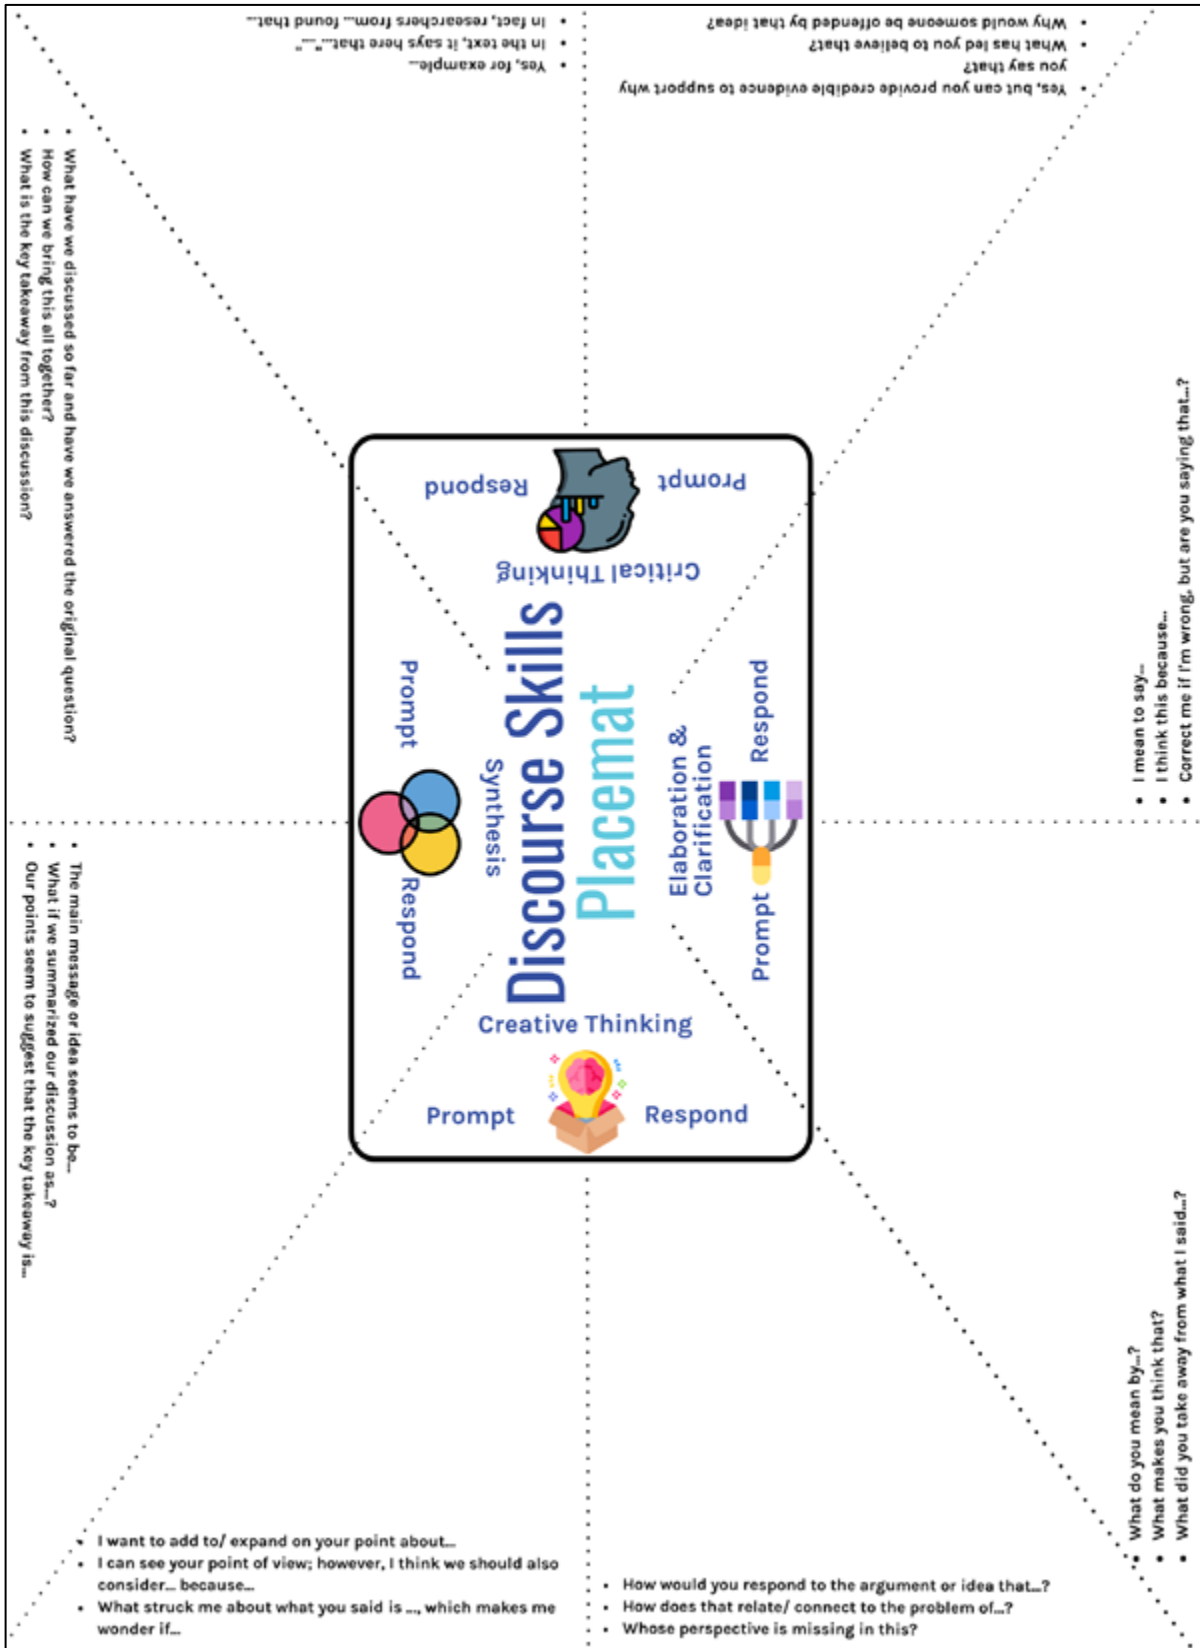 Discourse Skills
Placemat
Critical Thinking
Prompt
Respond
• Yes, but can you provide credible evidence to support why
you say that?
• What has led you to believe that?
• Why would someone be offended by that idea?
• Yes, for example...
• In the text, it says here that..."..."
• In fact, researchers from... found that...
Synthesis
Prompt
Respond
• What have we discussed so far and have we answered the original question?
• How can we bring this all together?
• What is the key takeaway from this discussion?
• The main message or idea seems to be...
• What if we summarized our discussion as...?
• Our points seem to suggest that the key takeaway is...
Elaboration &
Clarification
Prompt
Respond
• What do you mean by...?
• What makes you think that?
• What did you take away from what I said...?
• I mean to say...
• I think this because...
• Correct me if I'm wrong, but are you saying that...?
Creative Thinking
Prompt
Respond
• I want to add to/ expand on your point about...
• I can see your point of view; however, I think we should also
consider... because...
• What struck me about what you said is ..., which makes me
wonder if...
• How would you respond to the argument or idea that...?
• How does that relate/ connect to the problem of...?
• Whose perspective is missing in this?